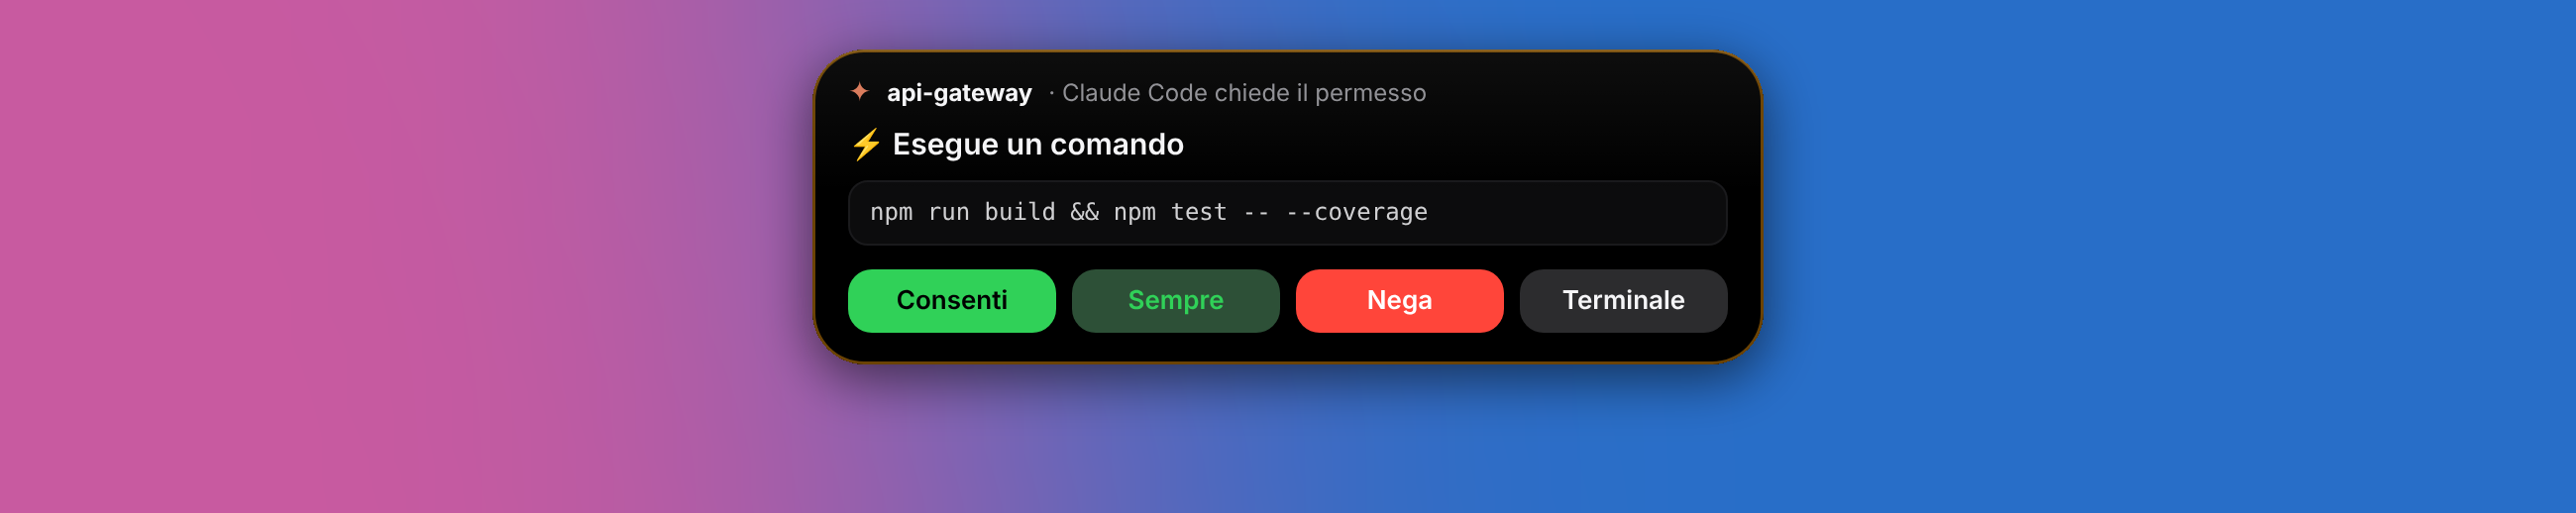 ✦ api-gateway · Claude Code chiede il permesso
⚡ Esegue un comando
npm run build && npm test -- --coverage
Consenti Sempre Nega Terminale